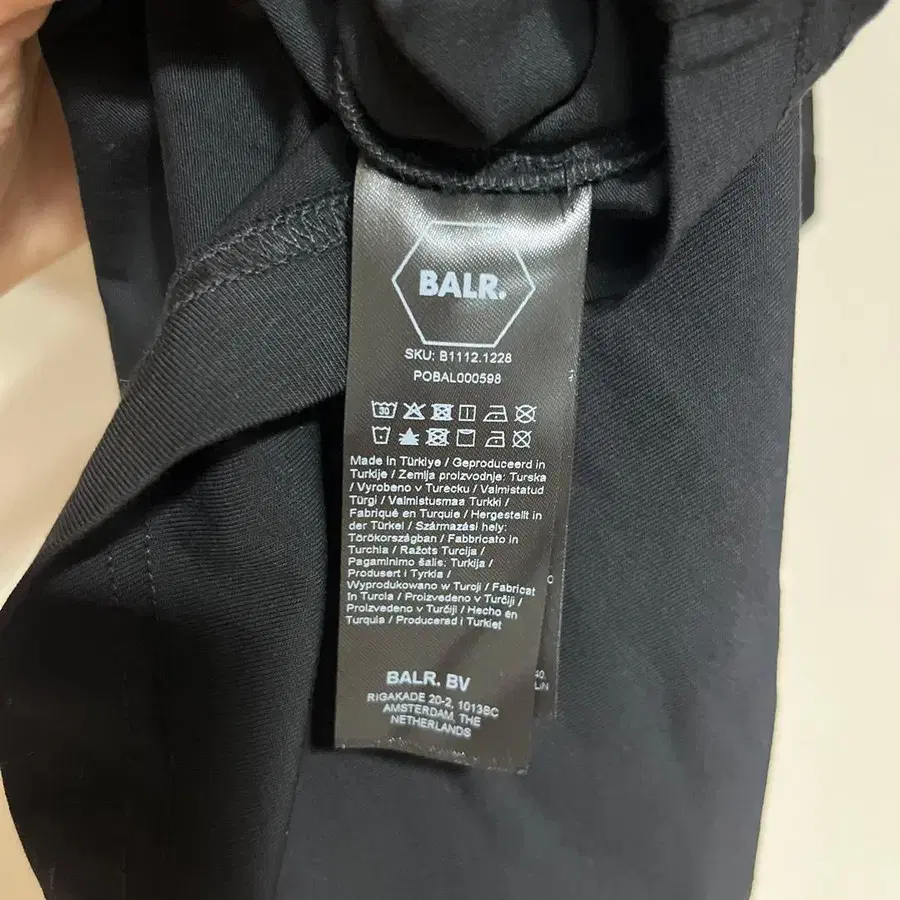 BALR.
SKU: B1112.1228
POBAL000598
30
Made in Türkiye / Geproduceerd in
Turkije / Zemlja proizvodnje: Turska
/ Vyrobeno v Turecku / Valmistatud
Türgi / Valmistusmaa Turkki /
Fabriqué en Turquie / Hergestellt in
der Türkei / Származási hely:
Törökországban / Fabbricato in
Turchia / Ražots Turcija /
Pagaminimo šalis: Turkija /
Produsert i Tyrkia /
Wyprodukowano w Turcji / Fabricat
în Turcia / Proizvedeno v Turčiji /
Proizvedeno v Turčiji / Hecho en
Turquía / Producerad i Turkiet
BALR. BV
RIGAKADE 20-2, 1013BC
AMSTERDAM, THE
NETHERLANDS
40,
LIN